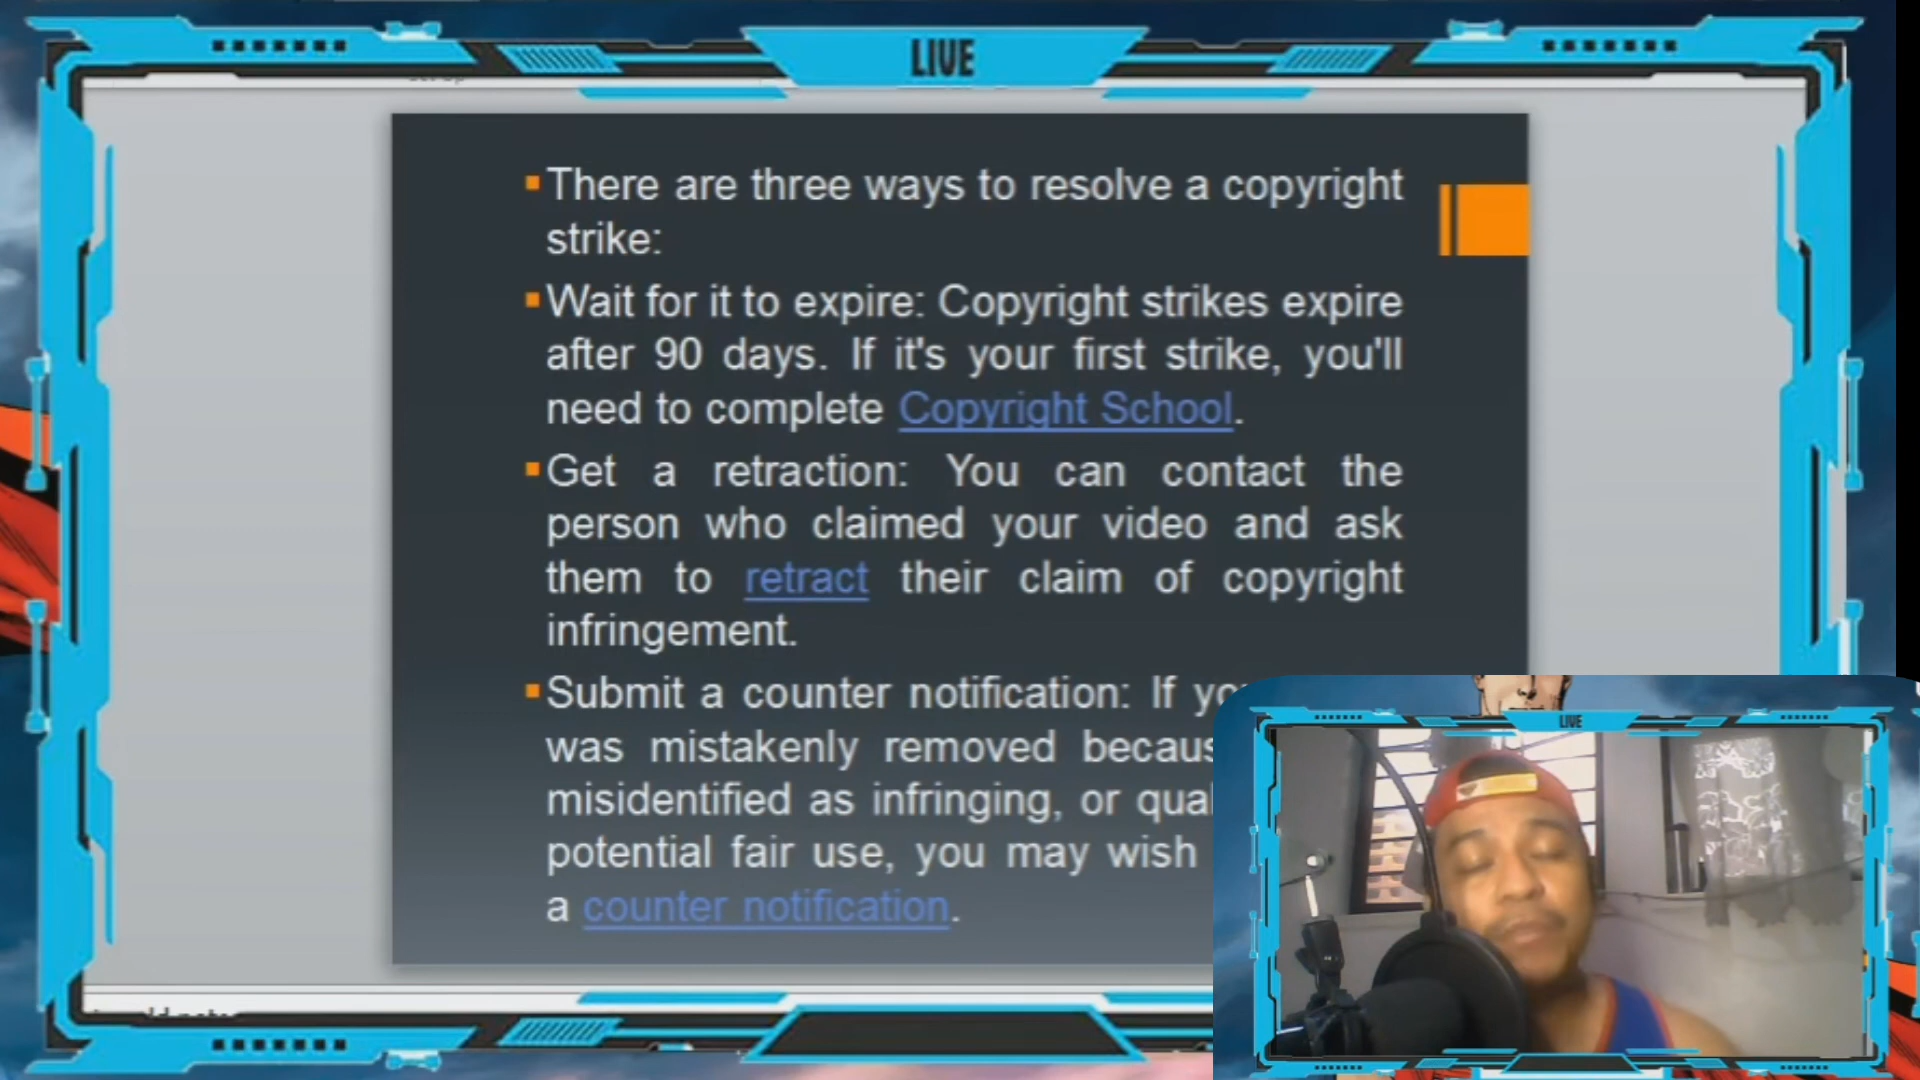 LIVE
There are three ways to resolve a copyright
strike:
Wait for it to expire: Copyright strikes expire
after 90 days. If it's your first strike, you'll
need to complete Copyright School.
Get a retraction: You can contact the
person who claimed your video and ask
them to retract their claim of copyright
infringement.
Submit a counter notification: If
was mistakenly removed
misidentified as infringing, or
potential fair use, you may wish
a counter notification.
LIVE